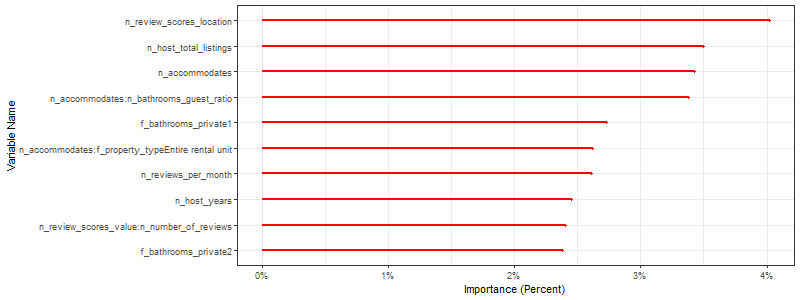 n_review_scores_location
n_host_total_listings
n_accommodates
n_accommodates:n_bathrooms_guest_ratio
f_bathrooms_private1
n_accommodates:f_property_typeEntire rental unit
n_reviews_per_month
n_host_years
n_review_scores_value:n_number_of_reviews
f_bathrooms_private2
Variable Name
0% 1% 2% 3% 4%
Importance (Percent)